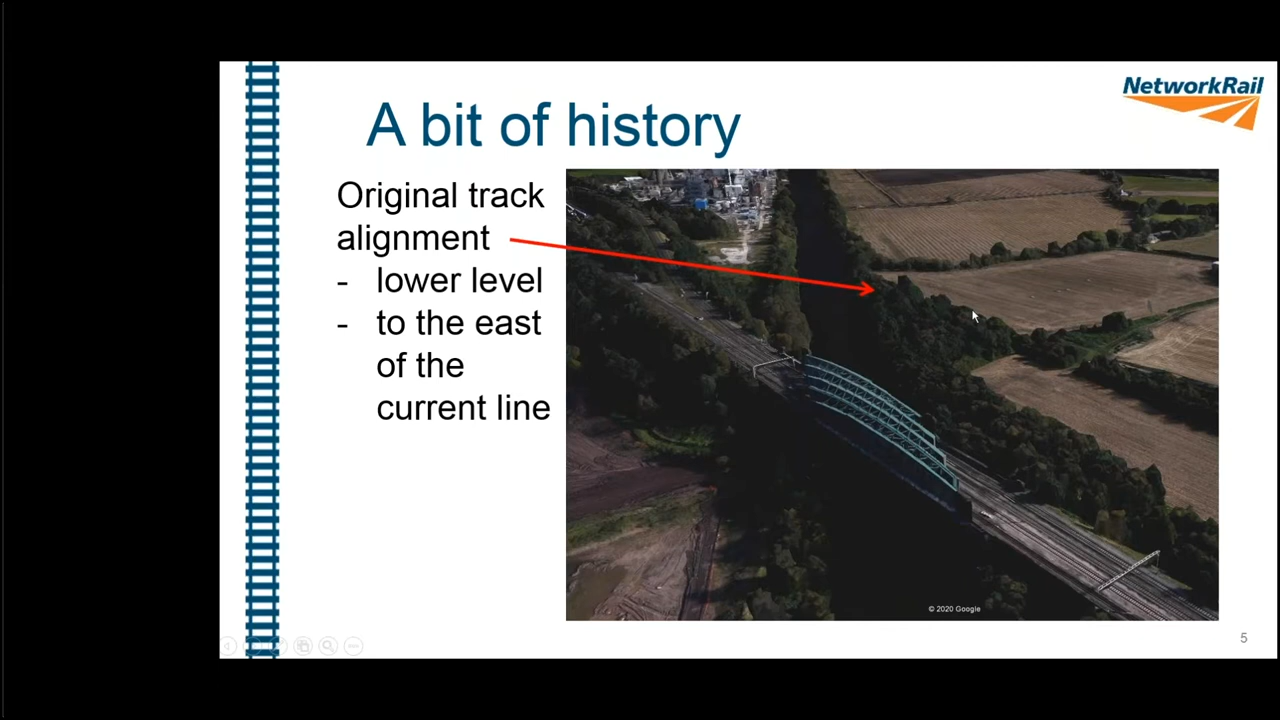 NetworkRail
A bit of history
Original track
alignment
- lower level
- to the east
of the
current line
© 2020 Google
5